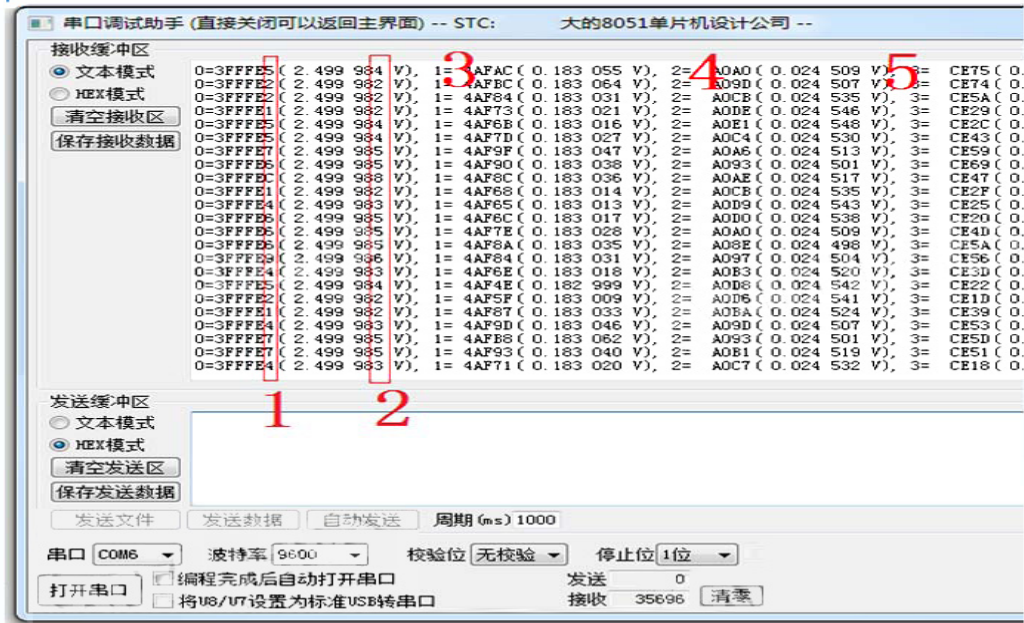 串口调试助手 (直接关闭可以返回主界面) -- STC: 大的8051单片机设计公司 --
接收缓冲区
文本模式
HEX模式
清空接收区
保存接收数据
0=3FFFE5( 2. 499 984 V), 1= 4AFAC( 0. 183 055 V), 2= A0A0( 0. 024 509 V), 3= CE75( 0.
0=3FFFE2( 2. 499 982 V), 1= 4AFBC( 0. 183 064 V), 2= A09D( 0. 024 507 V), 3= CE74( 0.
0=3FFFE2( 2. 499 982 V), 1= 4AF84( 0. 183 031 V), 2= A0CB( 0. 024 535 V), 3= CE5A( 0.
0=3FFFE1( 2. 499 982 V), 1= 4AF73( 0. 183 021 V), 2= A0DE( 0. 024 546 V), 3= CE29( 0.
0=3FFFE5( 2. 499 984 V), 1= 4AF6B( 0. 183 016 V), 2= A0E1( 0. 024 548 V), 3= CE2C( 0.
0=3FFFE5( 2. 499 984 V), 1= 4AF7D( 0. 183 027 V), 2= A0C4( 0. 024 530 V), 3= CE43( 0.
0=3FFFE7( 2. 499 985 V), 1= 4AF9F( 0. 183 047 V), 2= A0A6( 0. 024 513 V), 3= CE59( 0.
0=3FFFE6( 2. 499 985 V), 1= 4AF90( 0. 183 038 V), 2= A093( 0. 024 501 V), 3= CE69( 0.
0=3FFFEC( 2. 499 988 V), 1= 4AF8C( 0. 183 036 V), 2= A0AE( 0. 024 517 V), 3= CE47( 0.
0=3FFFE1( 2. 499 982 V), 1= 4AF68( 0. 183 014 V), 2= A0CB( 0. 024 535 V), 3= CE2F( 0.
0=3FFFE4( 2. 499 983 V), 1= 4AF65( 0. 183 013 V), 2= A0D9( 0. 024 543 V), 3= CE25( 0.
0=3FFFE6( 2. 499 985 V), 1= 4AF6C( 0. 183 017 V), 2= A0D0( 0. 024 538 V), 3= CE20( 0.
0=3FFFE6( 2. 499 985 V), 1= 4AF7E( 0. 183 028 V), 2= A0A0( 0. 024 509 V), 3= CE4D( 0.
0=3FFFE6( 2. 499 985 V), 1= 4AF8A( 0. 183 035 V), 2= A08E( 0. 024 498 V), 3= CE5A( 0.
0=3FFFE9( 2. 499 986 V), 1= 4AF84( 0. 183 031 V), 2= A097( 0. 024 504 V), 3= CE56( 0.
0=3FFFE4( 2. 499 983 V), 1= 4AF6E( 0. 183 018 V), 2= A0B3( 0. 024 520 V), 3= CE3D( 0.
0=3FFFE5( 2. 499 984 V), 1= 4AF4E( 0. 182 999 V), 2= A0D8( 0. 024 542 V), 3= CE22( 0.
0=3FFFE2( 2. 499 982 V), 1= 4AF5F( 0. 183 009 V), 2= A0D6( 0. 024 541 V), 3= CE1D( 0.
0=3FFFE1( 2. 499 982 V), 1= 4AF87( 0. 183 033 V), 2= A0BA( 0. 024 524 V), 3= CE39( 0.
0=3FFFE4( 2. 499 983 V), 1= 4AF9D( 0. 183 046 V), 2= A09D( 0. 024 507 V), 3= CE53( 0.
0=3FFFE7( 2. 499 985 V), 1= 4AFB8( 0. 183 062 V), 2= A093( 0. 024 501 V), 3= CE5D( 0.
0=3FFFE7( 2. 499 985 V), 1= 4AF93( 0. 183 040 V), 2= A0B1( 0. 024 519 V), 3= CE51( 0.
0=3FFFE4( 2. 499 983 V), 1= 4AF71( 0. 183 020 V), 2= A0C7( 0. 024 532 V), 3= CE18( 0.
3 4 5
1 2
发送缓冲区
文本模式
HEX模式
清空发送区
保存发送数据
发送文件 发送数据 自动发送 周期(ms) 1000
串口 COM6 波特率 9600 校验位 无校验 停止位 1位
打开串口
编程完成后自动打开串口
将U8/U7设置为标准USB转串口
发送 0
接收 35696 清零